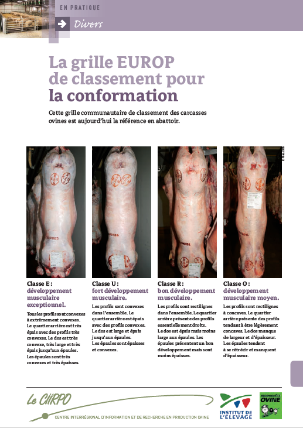 EN PRATIQUE
Divers
La grille EUROP
de classement pour
la conformation
Cette grille communautaire de classement des carcasses
ovines est aujourd'hui la référence en abattoir.
Classe E :
développement
musculaire
exceptionnel.
Tous les profils sont convexes
à extrêmement convexes.
Le quartier arrière est très
épais avec des profils très
convexes. Le dos est très
convexe, très large et très
épais jusqu'aux épaules.
Les épaules sont très
convexes et très épaisses.
Classe U :
fort développement
musculaire.
Les profils sont convexes
dans l'ensemble. Le
quartier arrière est épais
avec des profils convexes.
Le dos est large et épais
jusqu'aux épaules.
Les épaules sont épaisses
et convexes.
Classe R :
bon développement
musculaire.
Les profils sont rectilignes
dans l'ensemble. Le quartier
arrière présente des profils
essentiellement droits.
Le dos est épais mais moins
large aux épaules. Les
épaules présentent un bon
développement mais sont
moins épaisses.
Classe O :
développement
musculaire moyen.
Les profils sont rectilignes
à concaves. Le quartier
arrière présente des profils
tendant à être légèrement
concaves. Le dos manque
de largeur et d'épaisseur.
Les épaules tendent
à se rétrécir et manquent
d'épaisseur.
Le CIIRPO
CENTRE INTERRÉGIONAL D'INFORMATION ET DE RECHERCHE EN PRODUCTION OVINE
INSTITUT DE
L'ELEVAGE
OVINE